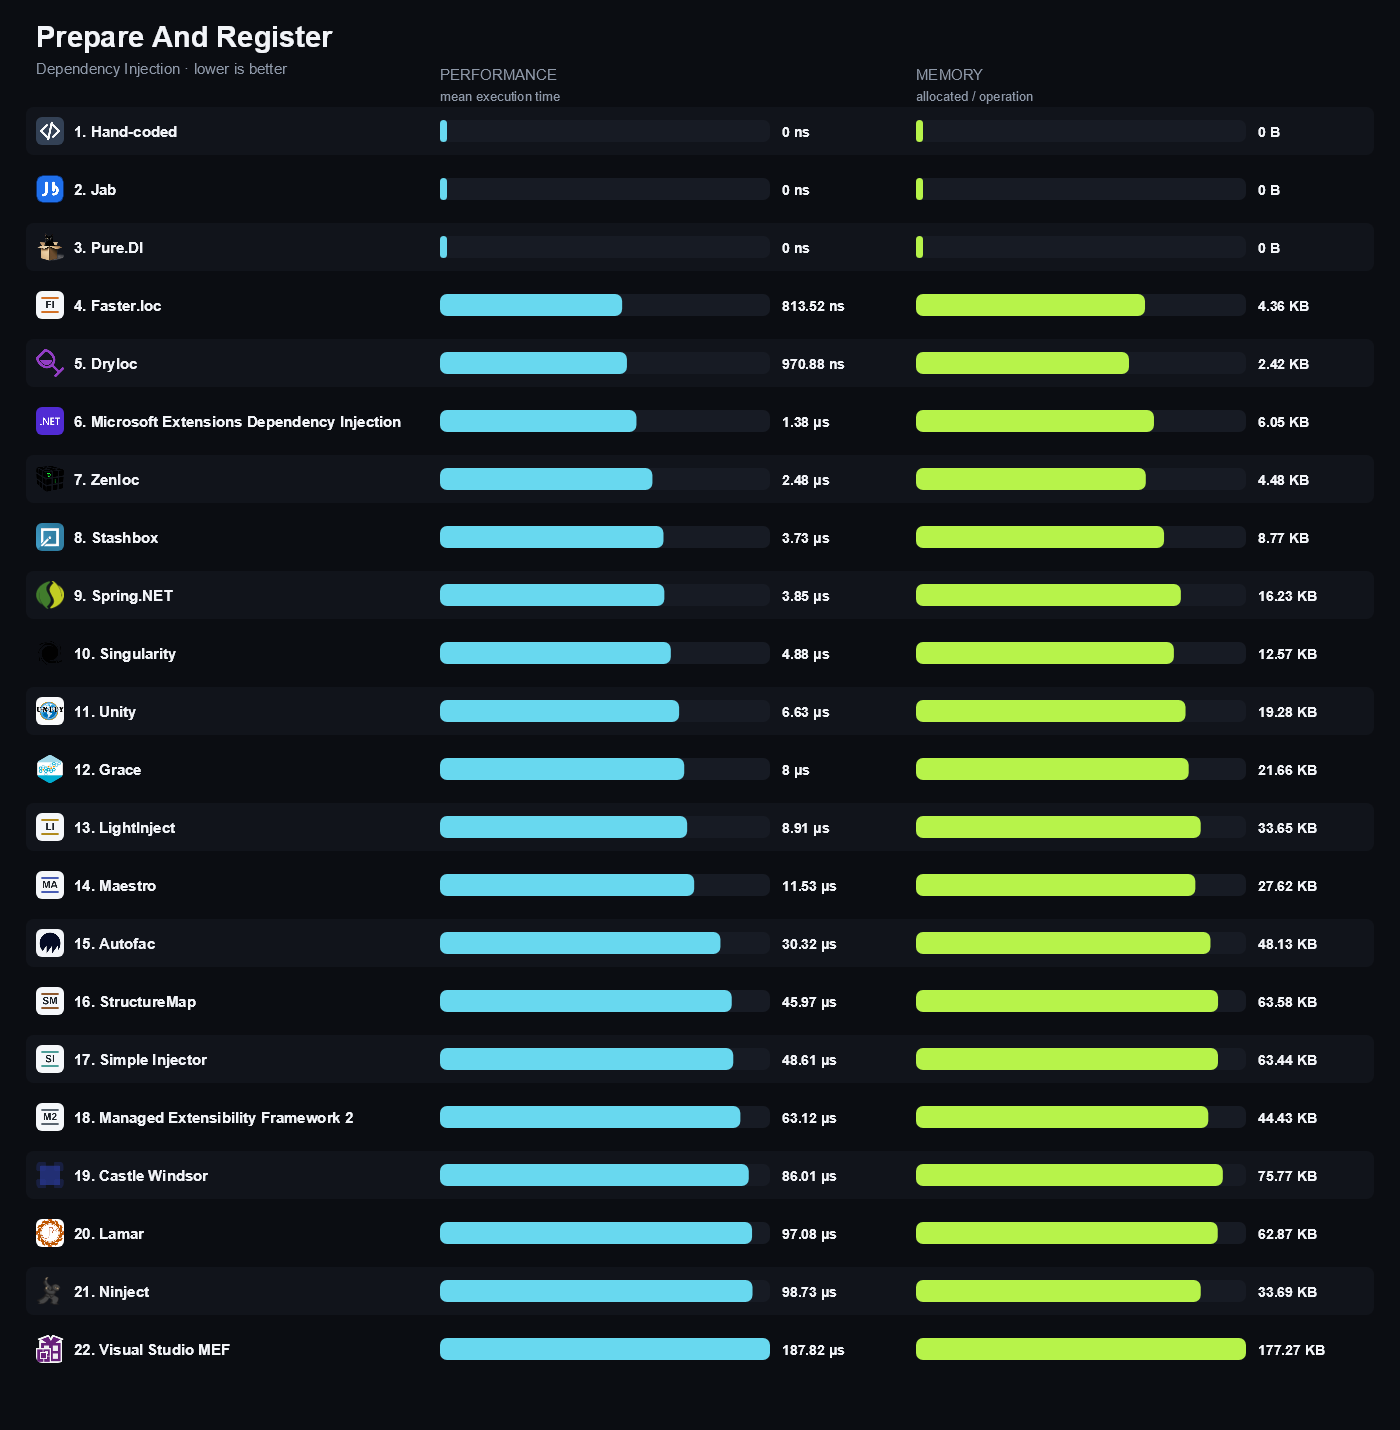 Prepare And Register
Dependency Injection · lower is better
PERFORMANCE
mean execution time
MEMORY
allocated / operation
1. Hand-coded 0 ns 0 B
Jb 2. Jab 0 ns 0 B
3. Pure.DI 0 ns 0 B
FI 4. Faster.Ioc 813.52 ns 4.36 KB
5. DryIoc 970.88 ns 2.42 KB
.NET 6. Microsoft Extensions Dependency Injection 1.38 µs 6.05 KB
7. ZenIoc 2.48 µs 4.48 KB
8. Stashbox 3.73 µs 8.77 KB
9. Spring.NET 3.85 µs 16.23 KB
10. Singularity 4.88 µs 12.57 KB
UNITY 11. Unity 6.63 µs 19.28 KB
12. Grace 8 µs 21.66 KB
LI 13. LightInject 8.91 µs 33.65 KB
MA 14. Maestro 11.53 µs 27.62 KB
15. Autofac 30.32 µs 48.13 KB
SM 16. StructureMap 45.97 µs 63.58 KB
SI 17. Simple Injector 48.61 µs 63.44 KB
M2 18. Managed Extensibility Framework 2 63.12 µs 44.43 KB
19. Castle Windsor 86.01 µs 75.77 KB
20. Lamar 97.08 µs 62.87 KB
21. Ninject 98.73 µs 33.69 KB
22. Visual Studio MEF 187.82 µs 177.27 KB